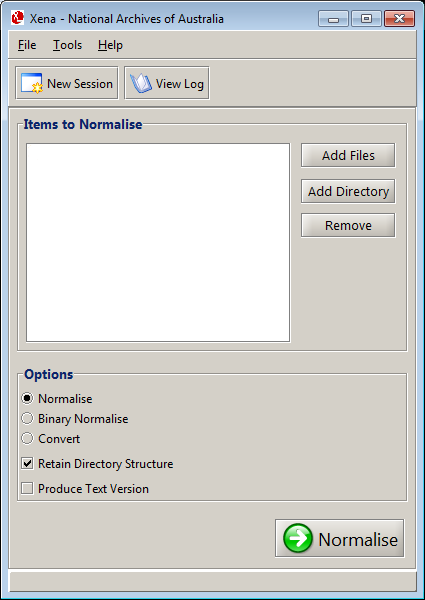 Xena - National Archives of Australia
File Tools Help
New Session View Log
Items to Normalise
Add Files
Add Directory
Remove
Options
Normalise
Binary Normalise
Convert
Retain Directory Structure
Produce Text Version
Normalise